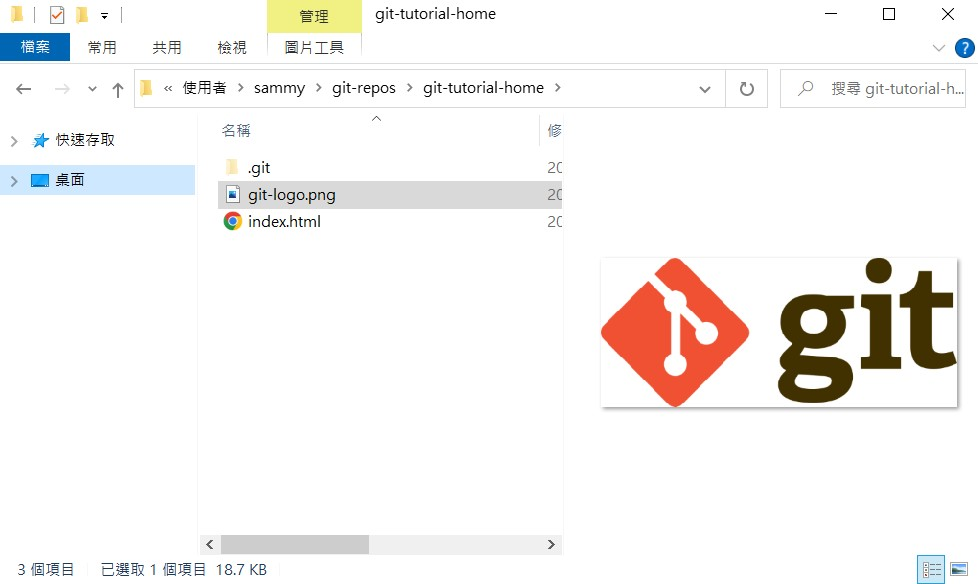 管理 git-tutorial-home
檔案 常用 共用 檢視 圖片工具 ?
« 使用者 > sammy > git-repos > git-tutorial-home > 搜尋 git-tutorial-h...
快速存取
桌面
名稱 修
.git 20
git-logo.png 20
index.html 20
git
3 個項目 已選取 1 個項目 18.7 KB